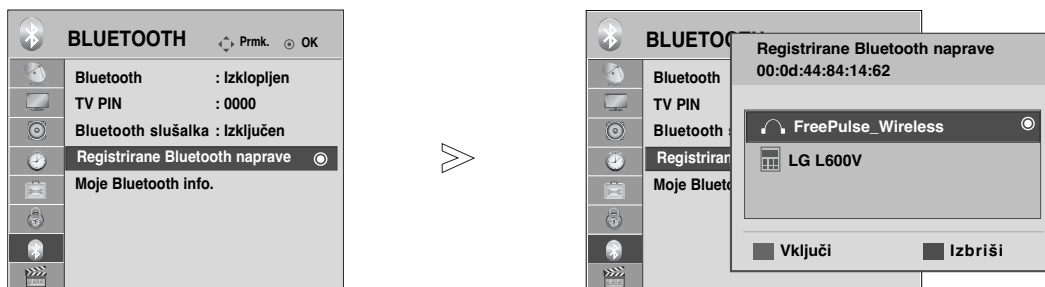 BLUETOOTH Prmk. OK
Bluetooth : Izklopljen
TV PIN : 0000
Bluetooth slušalka : Izključen
Registrirane Bluetooth naprave
Moje Bluetooth info.
BLUETOO
Bluetooth
TV PIN
Bluetooth
Registriran
Moje Blueto
Registrirane Bluetooth naprave
00:0d:44:84:14:62
FreePulse_Wireless
LG L600V
Vključi Izbriši